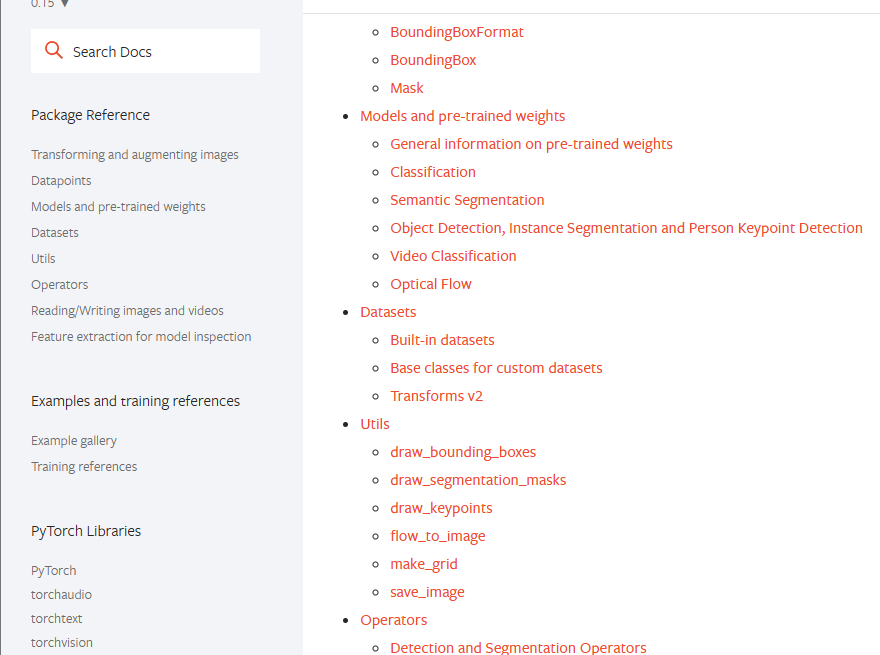 0.15 ▼
Search Docs
Package Reference
Transforming and augmenting images
Datapoints
Models and pre-trained weights
Datasets
Utils
Operators
Reading/Writing images and videos
Feature extraction for model inspection
Examples and training references
Example gallery
Training references
PyTorch Libraries
PyTorch
torchaudio
torchtext
torchvision
BoundingBoxFormat
BoundingBox
Mask
Models and pre-trained weights
General information on pre-trained weights
Classification
Semantic Segmentation
Object Detection, Instance Segmentation and Person Keypoint Detection
Video Classification
Optical Flow
Datasets
Built-in datasets
Base classes for custom datasets
Transforms v2
Utils
draw_bounding_boxes
draw_segmentation_masks
draw_keypoints
flow_to_image
make_grid
save_image
Operators
Detection and Segmentation Operators